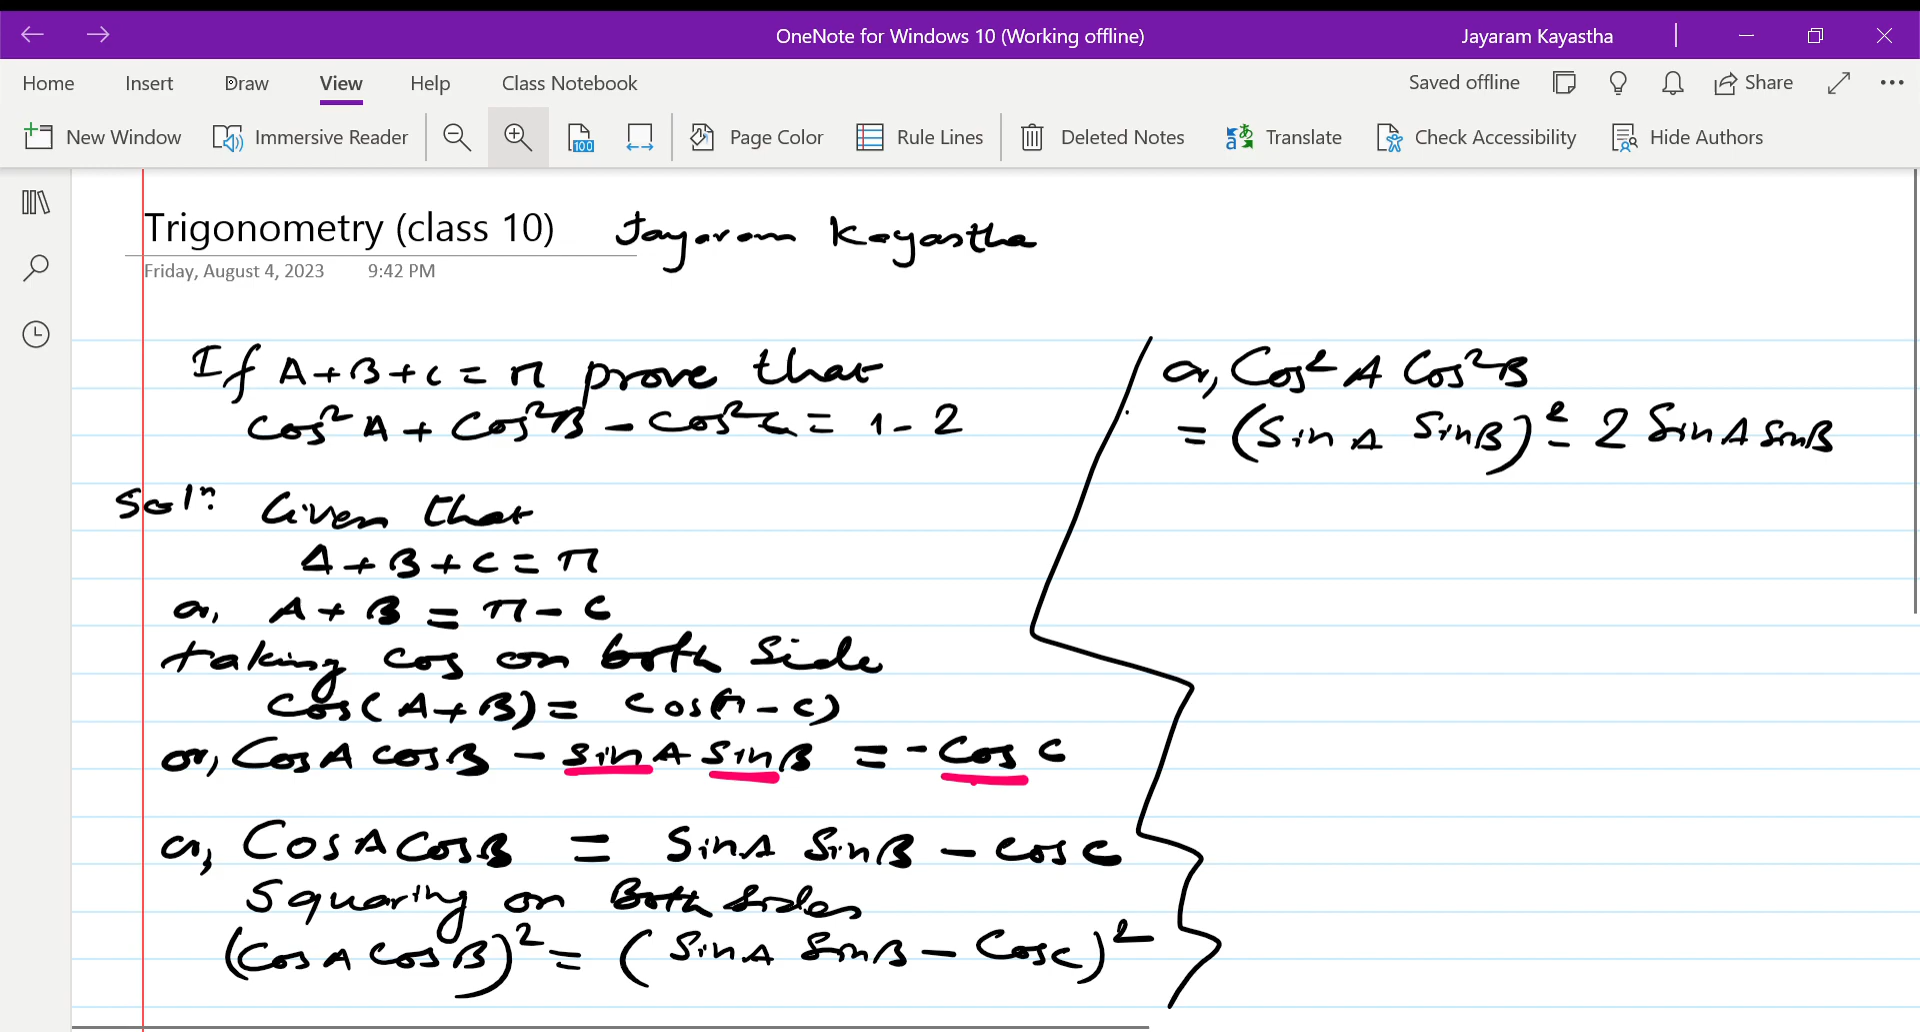 OneNote for Windows 10 (Working offline)
Jayaram Kayastha
Home Insert Draw View Help Class Notebook
Saved offline Share
New Window Immersive Reader 100 Page Color Rule Lines Deleted Notes Translate Check Accessibility Hide Authors
Trigonometry (class 10) Jayaram Kayastha
Friday, August 4, 2023 9:42 PM
If A+B+C = π prove that
cos²A + cos²B - cos²C = 1 - 2
Solⁿ: Given that
A+B+C = π
or, A+B = π-C
taking cos on both side
cos(A+B) = cos(π-C)
or, cosA cosB - sinA sinB = -cos C
or, cosA cosB = sinA sinB - cos C
Squaring on Both sides
(cosA cosB)² = (sinA sinB - cosC)²
or, cos²A cos²B
= (sinA sinB)² - 2 sinA sinB